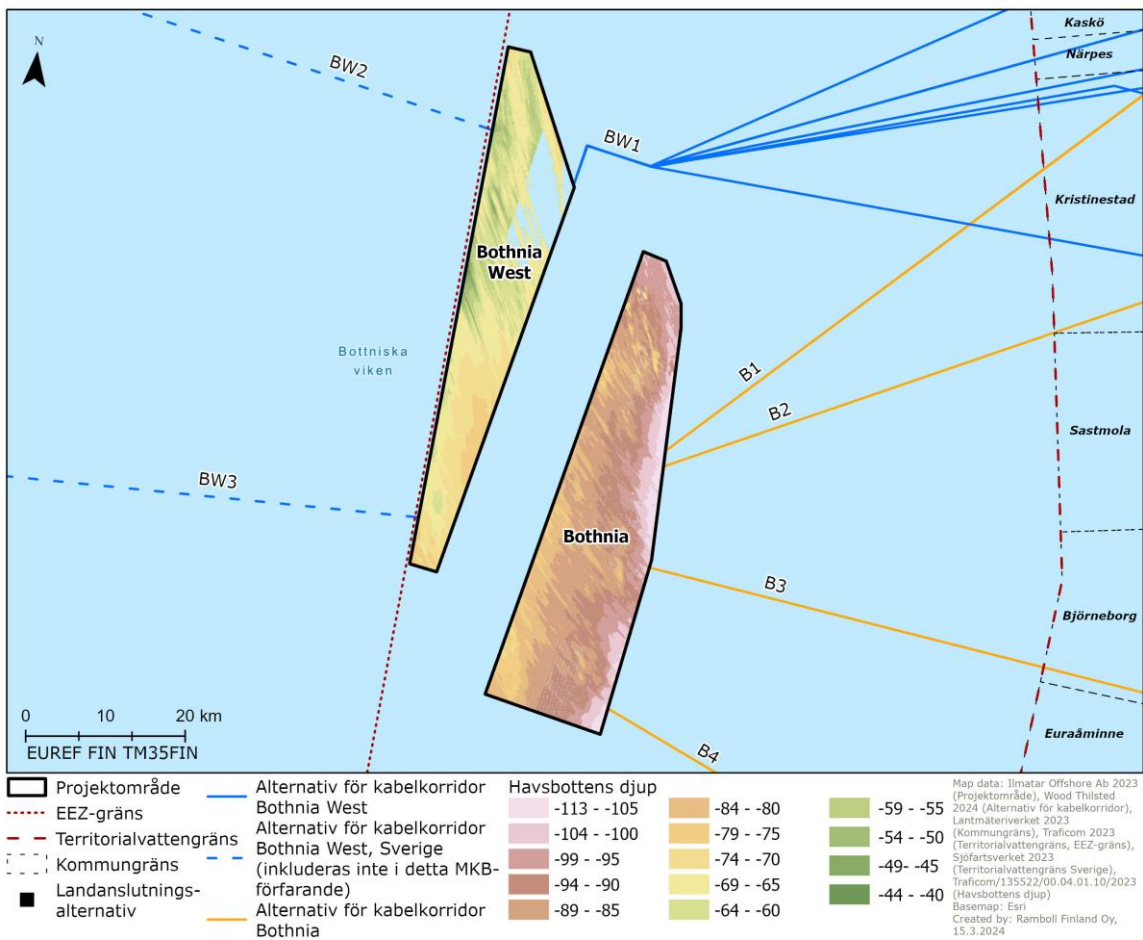 N
BW2
BW1
Kaskö
Närpes
Kristinestad
Bothnia
West
Bottniska
viken
B1
B2
Sastmola
BW3
Bothnia
B3
Björneborg
B4
Euraåminne
0 10 20 km
EUREF FIN TM35FIN
Projektområde
EEZ-gräns
Territorialvattengräns
Kommungräns
Landanslutnings-
alternativ
Alternativ för kabelkorridor
Bothnia West
Alternativ för kabelkorridor
Bothnia West, Sverige
(inkluderas inte i detta MKB-
förfarande)
Alternativ för kabelkorridor
Bothnia
Havsbottens djup
-113 - -105
-104 - -100
-99 - -95
-94 - -90
-89 - -85
-84 - -80
-79 - -75
-74 - -70
-69 - -65
-64 - -60
-59 - -55
-54 - -50
-49 - -45
-44 - -40
Map data: Ilmatar Offshore Ab 2023
(Projektområde), Wood Thilsted
2024 (Alternativ för kabelkorridor),
Lantmäteriverket 2023
(Kommungräns), Traficom 2023
(Territorialvattengräns, EEZ-gräns),
Sjöfartsverket 2023
(Territorialvattengräns Sverige),
Traficom/135522/00.04.01.10/2023
(Havsbottens djup)
Basemap: Esri
Created by: Ramboll Finland Oy,
15.3.2024